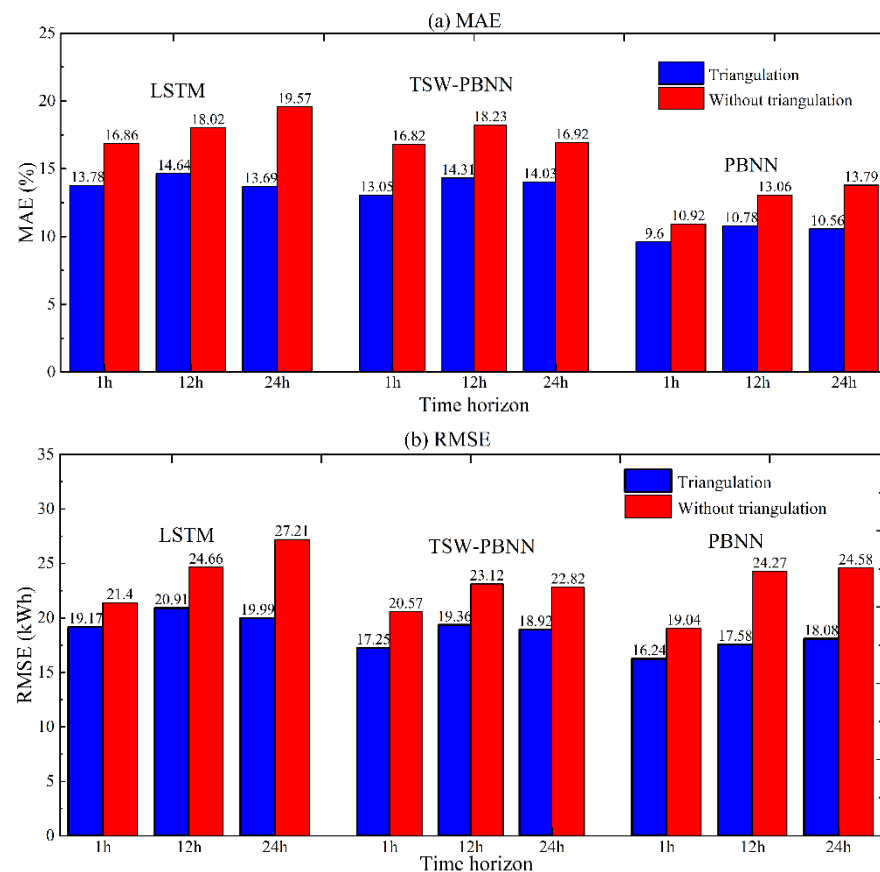 (a) MAE
25
20
15
10
5
0
MAE (%)
LSTM
TSW-PBNN
PBNN
Triangulation
Without triangulation
13.78
16.86
14.64
18.02
13.69
19.57
13.05
16.82
14.31
18.23
14.03
16.92
9.6
10.92
10.78
13.06
10.56
13.79
1h 12h 24h 1h 12h 24h 1h 12h 24h
Time horizon
(b) RMSE
35
30
25
20
15
10
5
0
RMSE (kWh)
LSTM
TSW-PBNN
PBNN
Triangulation
Without triangulation
19.17
21.4
20.91
24.66
19.99
27.21
17.25
20.57
19.36
23.12
18.92
22.82
16.24
19.04
17.58
24.27
18.08
24.58
1h 12h 24h 1h 12h 24h 1h 12h 24h
Time horizon